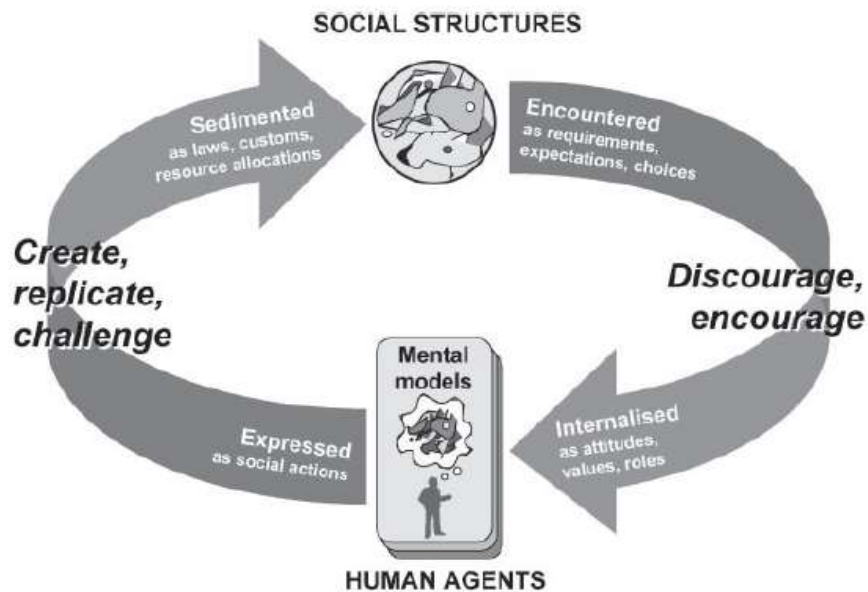 SOCIAL STRUCTURES
Sedimented
as laws, customs,
resource allocations
Encountered
as requirements,
expectations, choices
Create,
replicate,
challenge
Discourage,
encourage
Mental
models
Expressed
as social actions
Internalised
as attitudes,
values, roles
HUMAN AGENTS